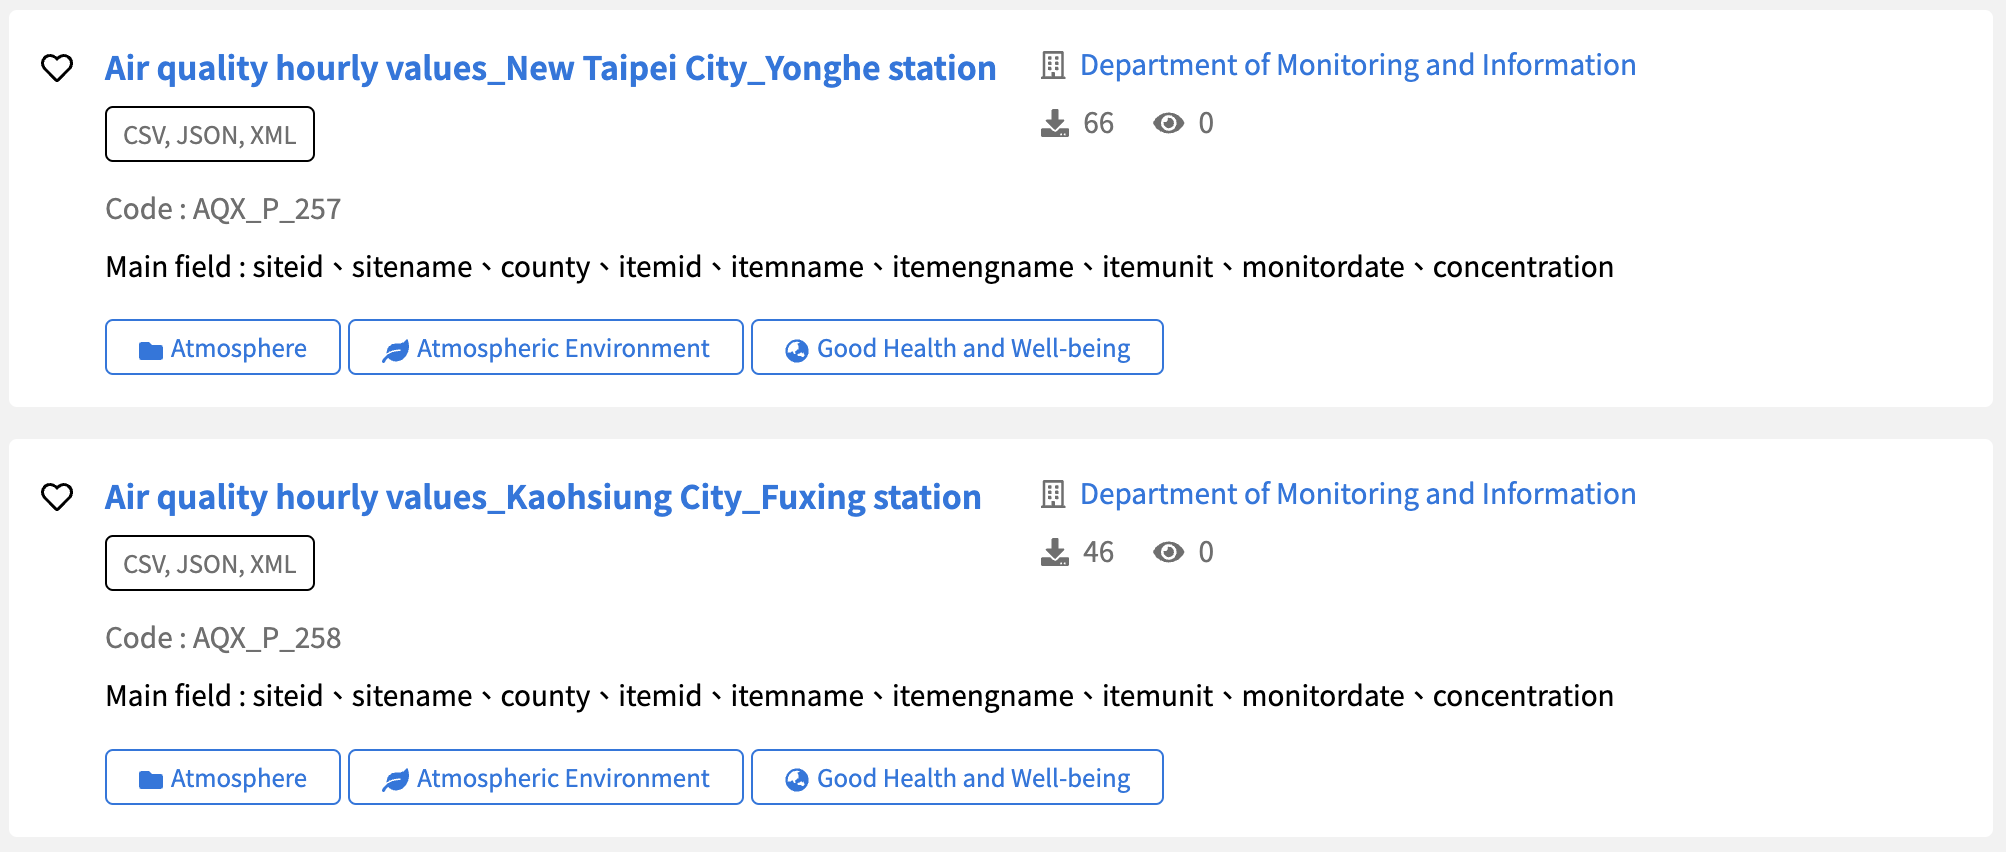 Air quality hourly values_New Taipei City_Yonghe station
Department of Monitoring and Information
CSV, JSON, XML
66 0
Code : AQX_P_257
Main field : siteid、sitename、county、itemid、itemname、itemengname、itemunit、monitordate、concentration
Atmosphere
Atmospheric Environment
Good Health and Well-being
Air quality hourly values_Kaohsiung City_Fuxing station
Department of Monitoring and Information
CSV, JSON, XML
46 0
Code : AQX_P_258
Main field : siteid、sitename、county、itemid、itemname、itemengname、itemunit、monitordate、concentration
Atmosphere
Atmospheric Environment
Good Health and Well-being